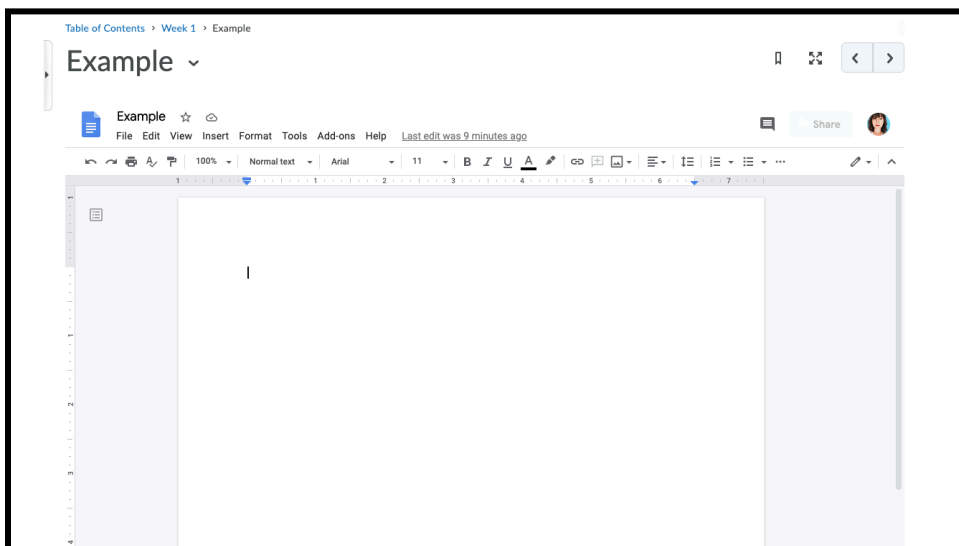 Table of Contents > Week 1 > Example
Example
Example
File Edit View Insert Format Tools Add-ons Help Last edit was 9 minutes ago
Share
100% Normal text Arial 11 B I U A
1 1 2 3 4 5 6 7
1
1
2
3
4